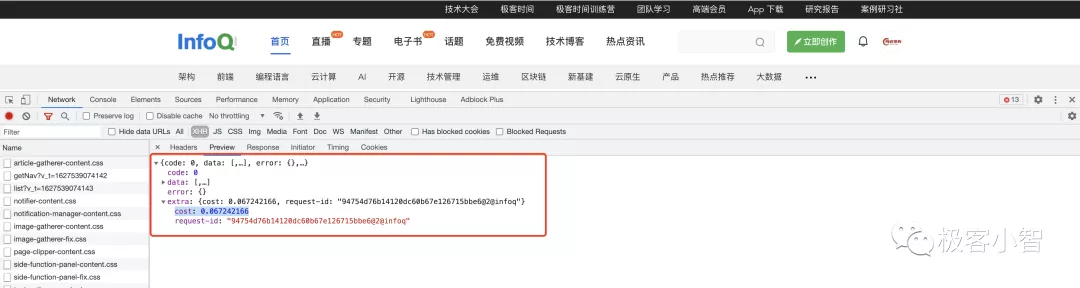 技术大会 极客时间 极客时间训练营 团队学习 高端会员 App 下载 研究报告 案例研习社
InfoQ 首页 直播 HOT 专题 电子书 HOT 话题 免费视频 技术博客 热点资讯 立即创作
架构 前端 编程语言 云计算 AI 开源 技术管理 运维 区块链 新基建 云原生 产品 热点推荐 大数据 •••
Network Console Elements Sources Performance Memory Application Security Lighthouse Adblock Plus 13
Preserve log Disable cache No throttling
Filter Hide data URLs All XHR JS CSS Img Media Font Doc WS Manifest Other Has blocked cookies Blocked Requests
Name × Headers Preview Response Initiator Timing Cookies
article-gatherer-content.css
getNav?v_t=1627539074142
list?v_t=1627539074143
notifier-content.css
notification-manager-content.css
image-gatherer-content.css
image-gatherer-fix.css
page-clipper-content.css
side-function-panel-content.css
side-function-panel-fix.css
{code: 0, data: [,…], error: {},…}
code: 0
data: [,…]
error: {}
extra: {cost: 0.067242166, request-id: "94754d76b14120dc60b67e126715bbe6@2@infoq"}
cost: 0.067242166
request-id: "94754d76b14120dc60b67e126715bbe6@2@infoq"
极客小智